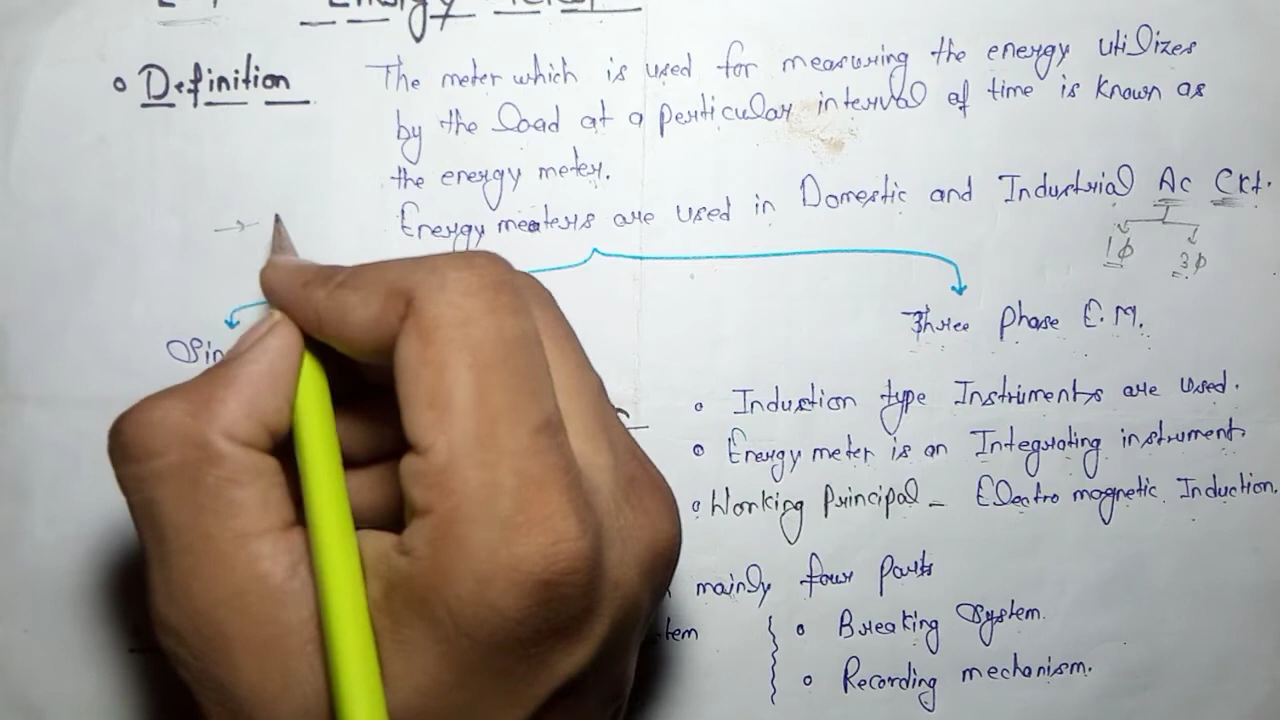 Energy Meter
Definition The meter which is used for measuring the energy utilizes
by the load at a perticular interval of time is known as
the energy meter.
Energy meaters are used in Domestic and Industrial Ac Ckt.
1φ 3φ
Sin
Three Phase E.M.
Industion type Instruments are used.
Energy meter is an Integrating instrument.
Working Principal - Electro magnetic Induction.
mainly four Parts
tem Breaking System.
Recording mechanism.